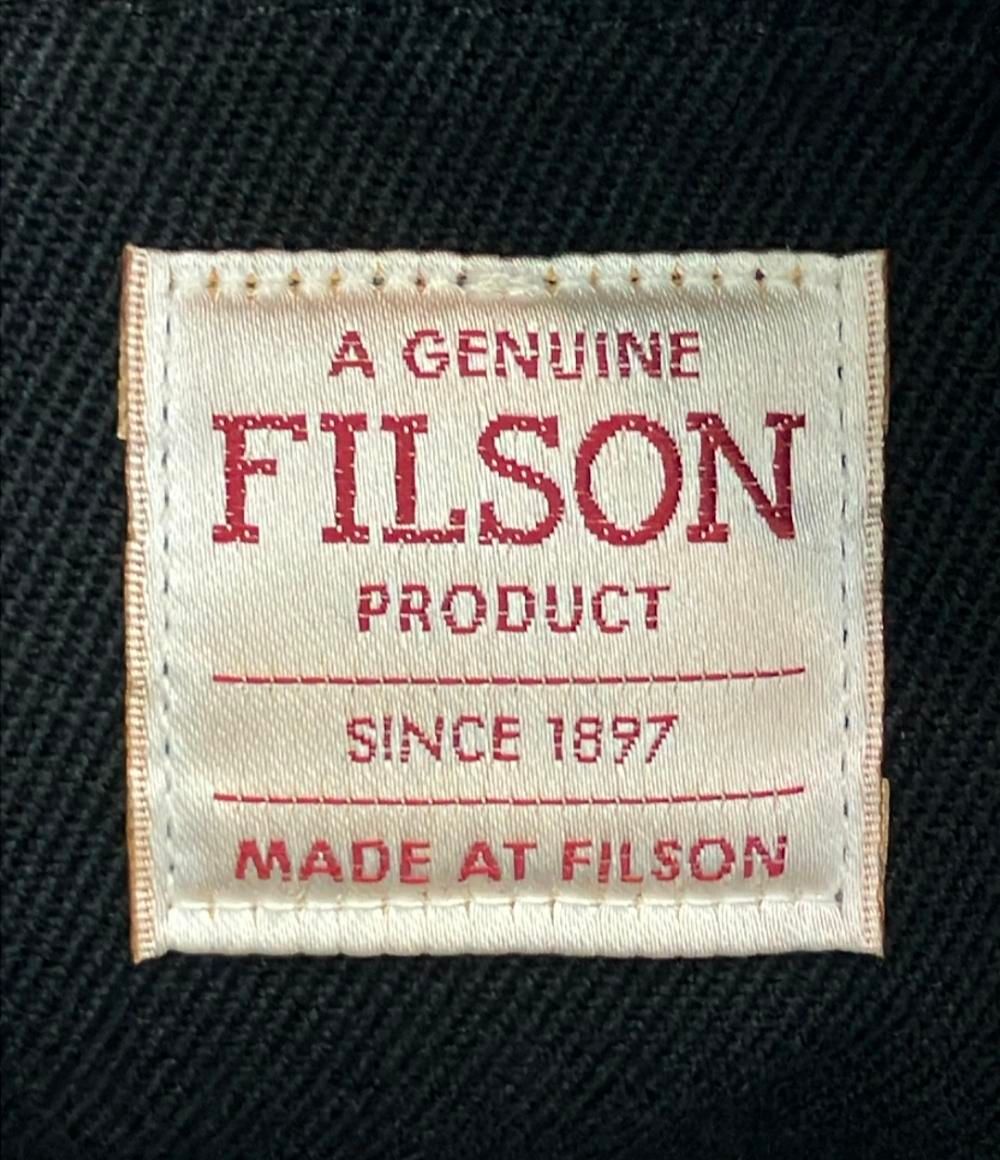 A GENUINE
FILSON
PRODUCT
SINCE 1897
MADE AT FILSON